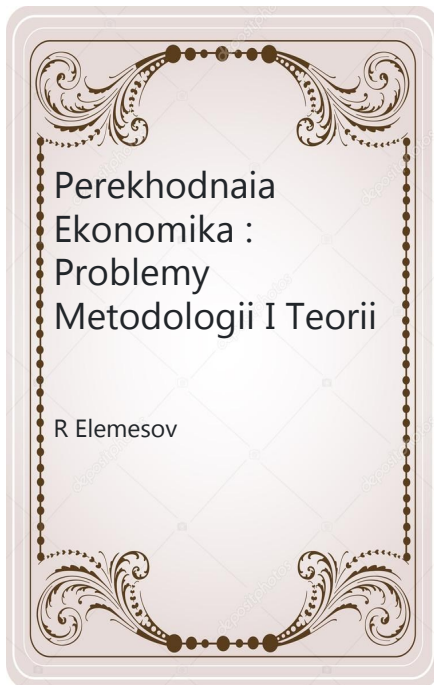 Perekhodnaia
Ekonomika :
Problemy
Metodologii I Teorii
R Elemesov